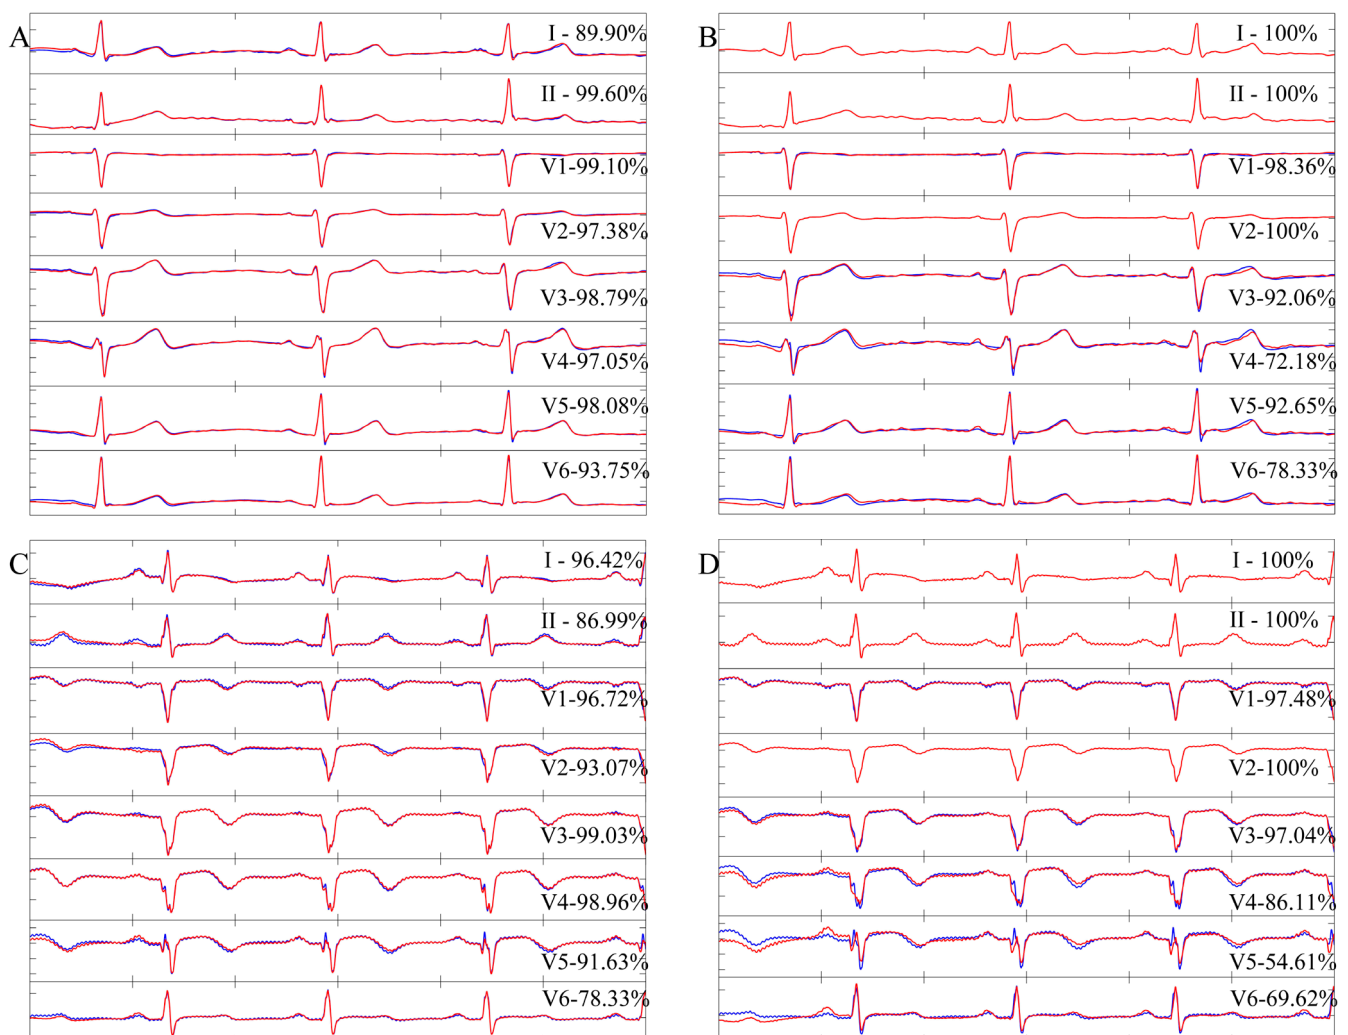 A
I - 89.90%
II - 99.60%
V1-99.10%
V2-97.38%
V3-98.79%
V4-97.05%
V5-98.08%
V6-93.75%
B
I - 100%
II - 100%
V1-98.36%
V2-100%
V3-92.06%
V4-72.18%
V5-92.65%
V6-78.33%
C
I - 96.42%
II - 86.99%
V1-96.72%
V2-93.07%
V3-99.03%
V4-98.96%
V5-91.63%
V6-78.33%
D
I - 100%
II - 100%
V1-97.48%
V2-100%
V3-97.04%
V4-86.11%
V5-54.61%
V6-69.62%